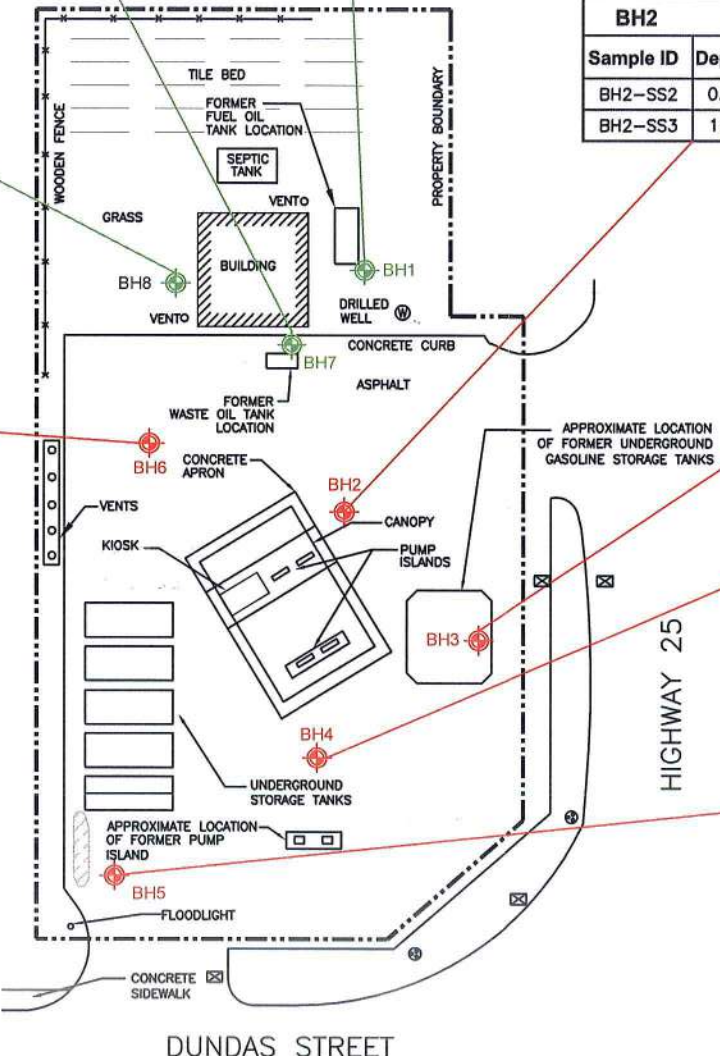 BH2
Sample ID
BH2-SS2
BH2-SS3
TILE BED
FORMER
FUEL OIL
TANK LOCATION
SEPTIC
TANK
WOODEN FENCE
PROPERTY BOUNDARY
VENT
GRASS
BUILDING
BH1
BH8
DRILLED
WELL
W
VENT
CONCRETE CURB
BH7
ASPHALT
FORMER
WASTE OIL TANK
LOCATION
APPROXIMATE LOCATION
OF FORMER UNDERGROUND
GASOLINE STORAGE TANKS
BH6
CONCRETE
APRON
BH2
VENTS
CANOPY
KIOSK
PUMP
ISLANDS
BH3
HIGHWAY 25
BH4
UNDERGROUND
STORAGE TANKS
APPROXIMATE LOCATION
OF FORMER PUMP
ISLAND
BH5
FLOODLIGHT
CONCRETE
SIDEWALK
DUNDAS STREET